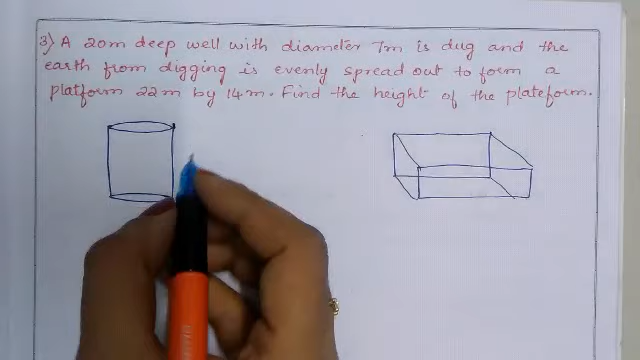 3) A 20m deep well with diameter 7m is dug and the
earth from digging is evenly spread out to form a
platform 22m by 14m. Find the height of the plateform.